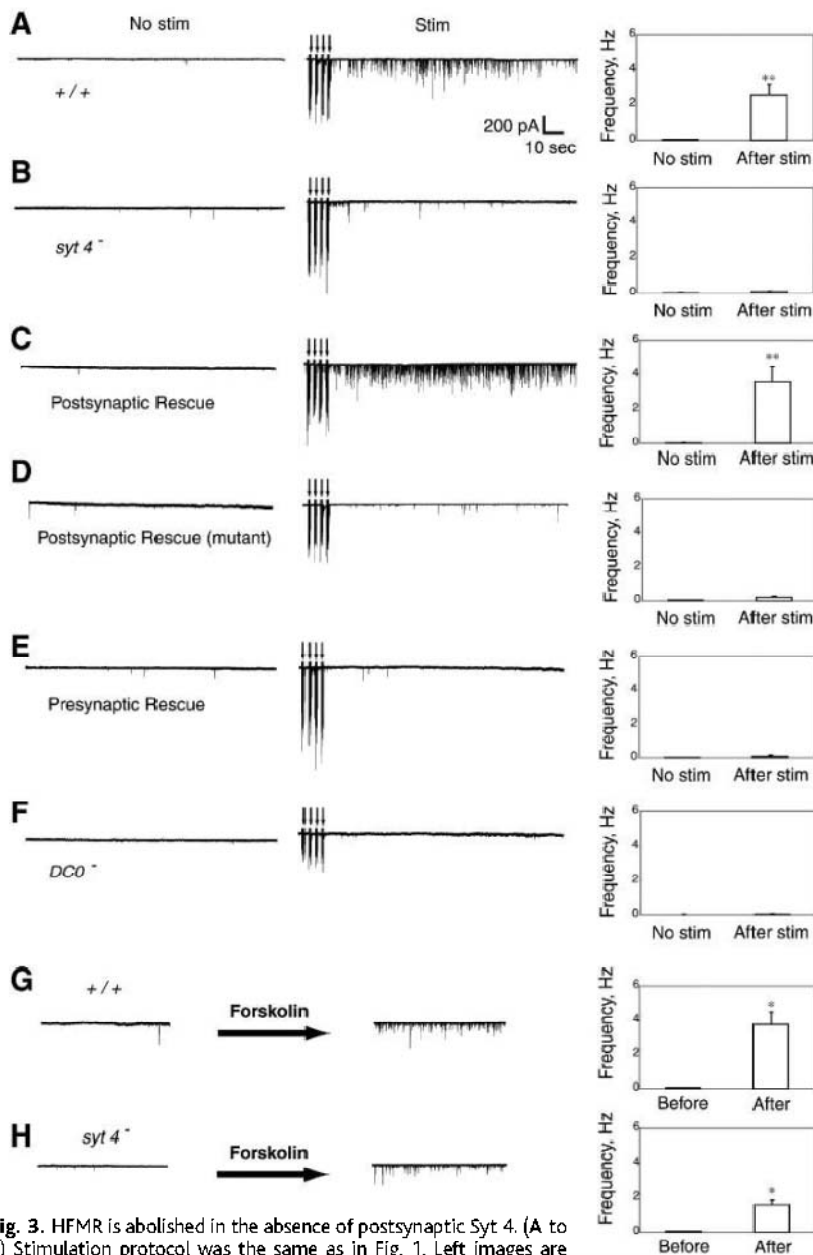 No stim Stim
A
+/+
200 pA
10 sec
Frequency, Hz
6
4
2
0
**
No stim After stim
B
syt 4 -
Frequency, Hz
6
4
2
0
No stim After stim
C
Postsynaptic Rescue
Frequency, Hz
6
4
2
0
**
No stim After stim
D
Postsynaptic Rescue (mutant)
Frequency, Hz
6
4
2
0
No stim After stim
E
Presynaptic Rescue
Frequency, Hz
6
4
2
0
No stim After stim
F
DC0 -
Frequency, Hz
6
4
2
0
No stim After stim
G
+/+
Forskolin
Frequency, Hz
6
4
2
0
*
Before After
H
syt 4 -
Forskolin
Frequency, Hz
6
4
2
0
*
Before After
ig. 3. HFMR is abolished in the absence of postsynaptic Syt 4. (A to
) Stimulation protocol was the same as in Fig. 1. Left images are